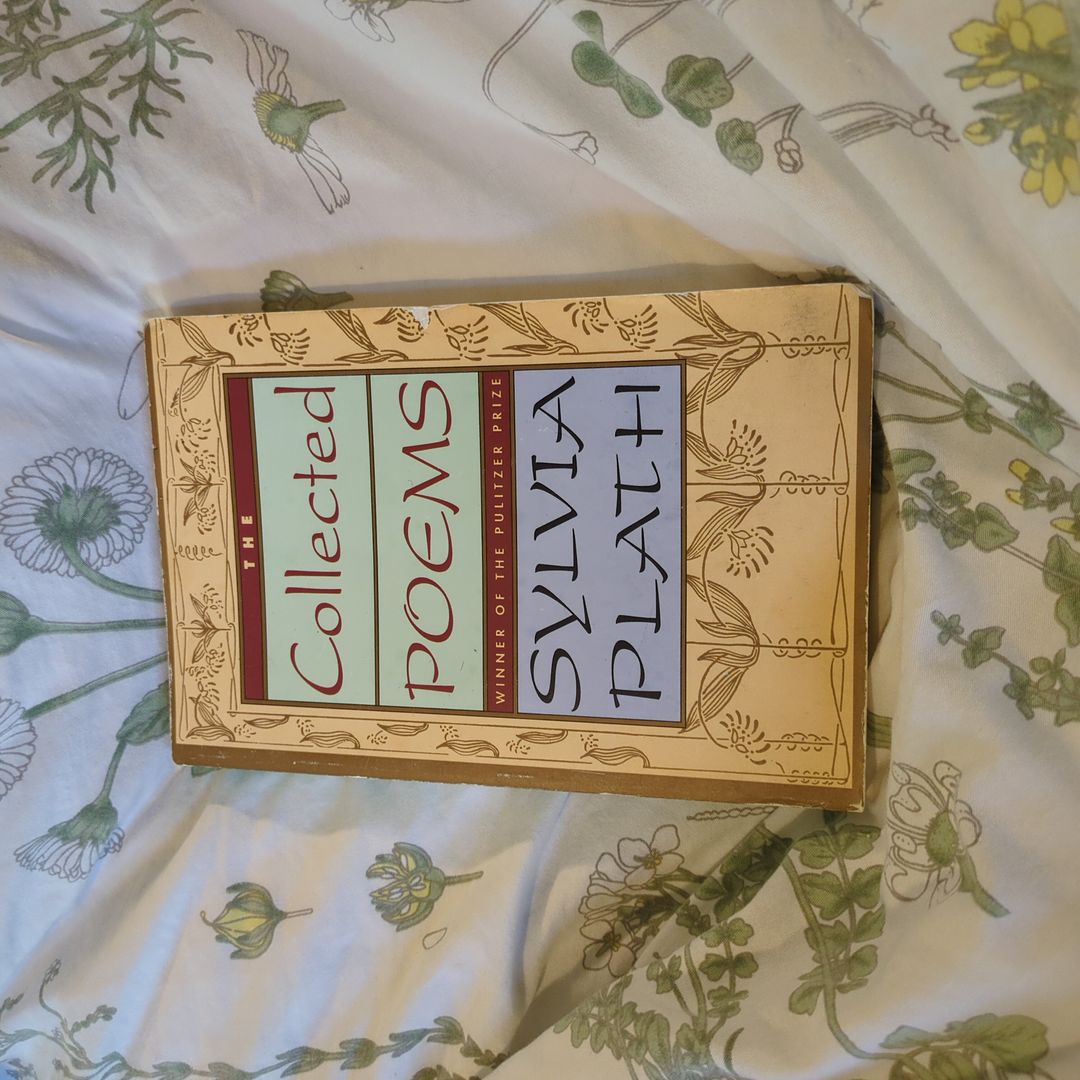 THE
Collected
POEMS
WINNER OF THE PULITZER PRIZE
SYLVIA
PLATH